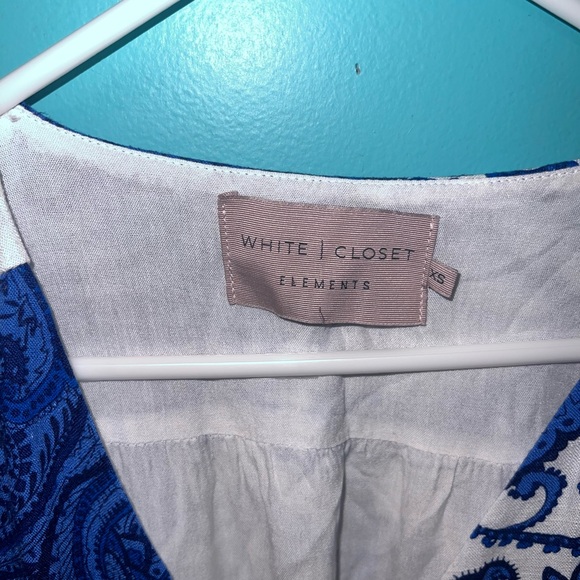 WHITE | CLOSET
ELEMENTS
XS